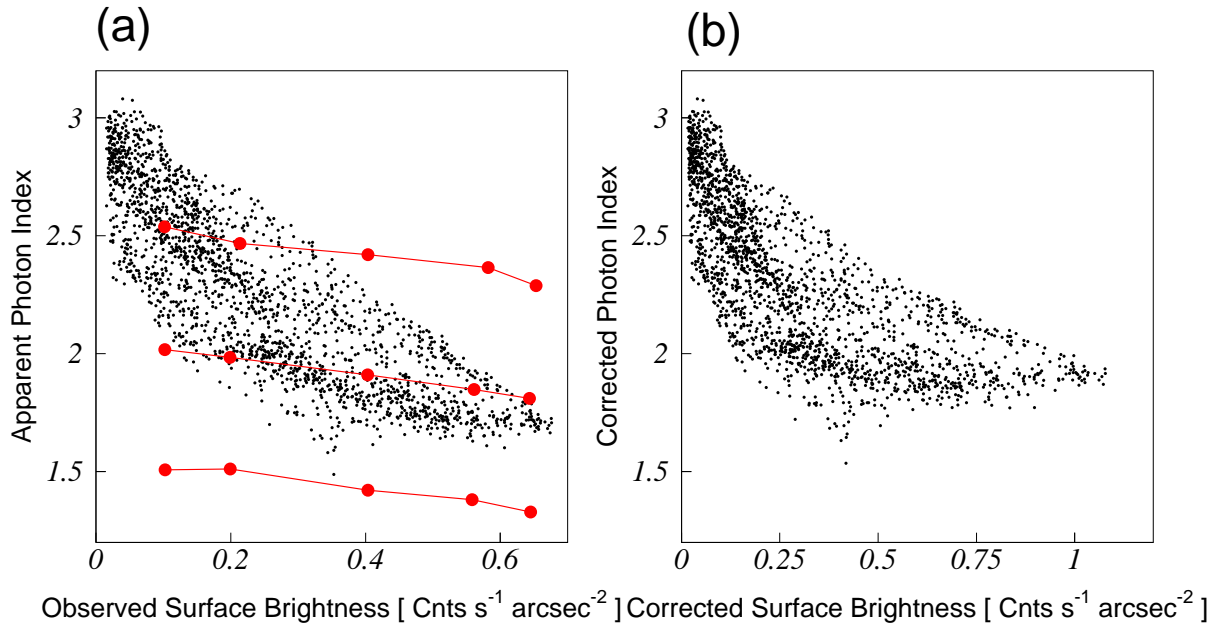 (a)
(b)
Apparent Photon Index
3
2.5
2
1.5
0
0.2
0.4
0.6
Observed Surface Brightness [ Cnts s⁻¹ arcsec⁻² ]
Corrected Photon Index
3
2.5
2
1.5
0
0.25
0.5
0.75
1
Corrected Surface Brightness [ Cnts s⁻¹ arcsec⁻² ]